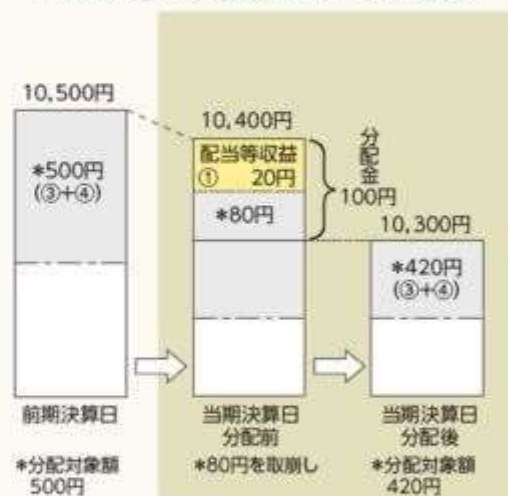 10,500円
*500円
(③+④)
10,400円
配当等収益
① 20円
*80円
分配金
100円
10,300円
*420円
(③+④)
前期決算日
当期決算日
分配前
当期決算日
分配後
*分配対象額
500円
*80円を取崩し
*分配対象額
420円